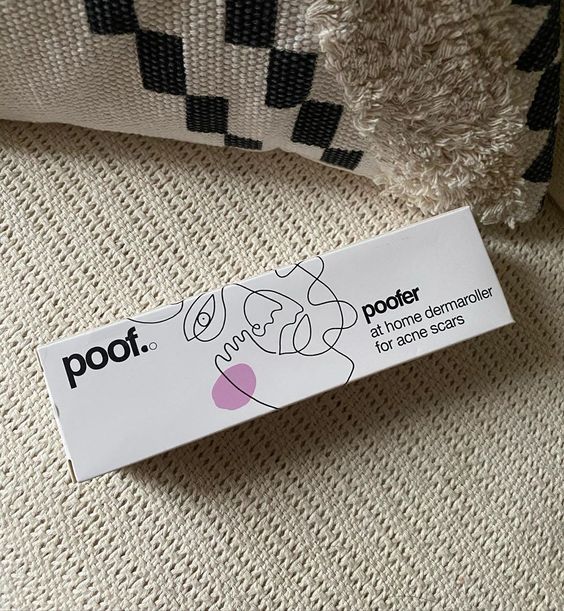 poof.
poofer
at home dermaroller
for acne scars